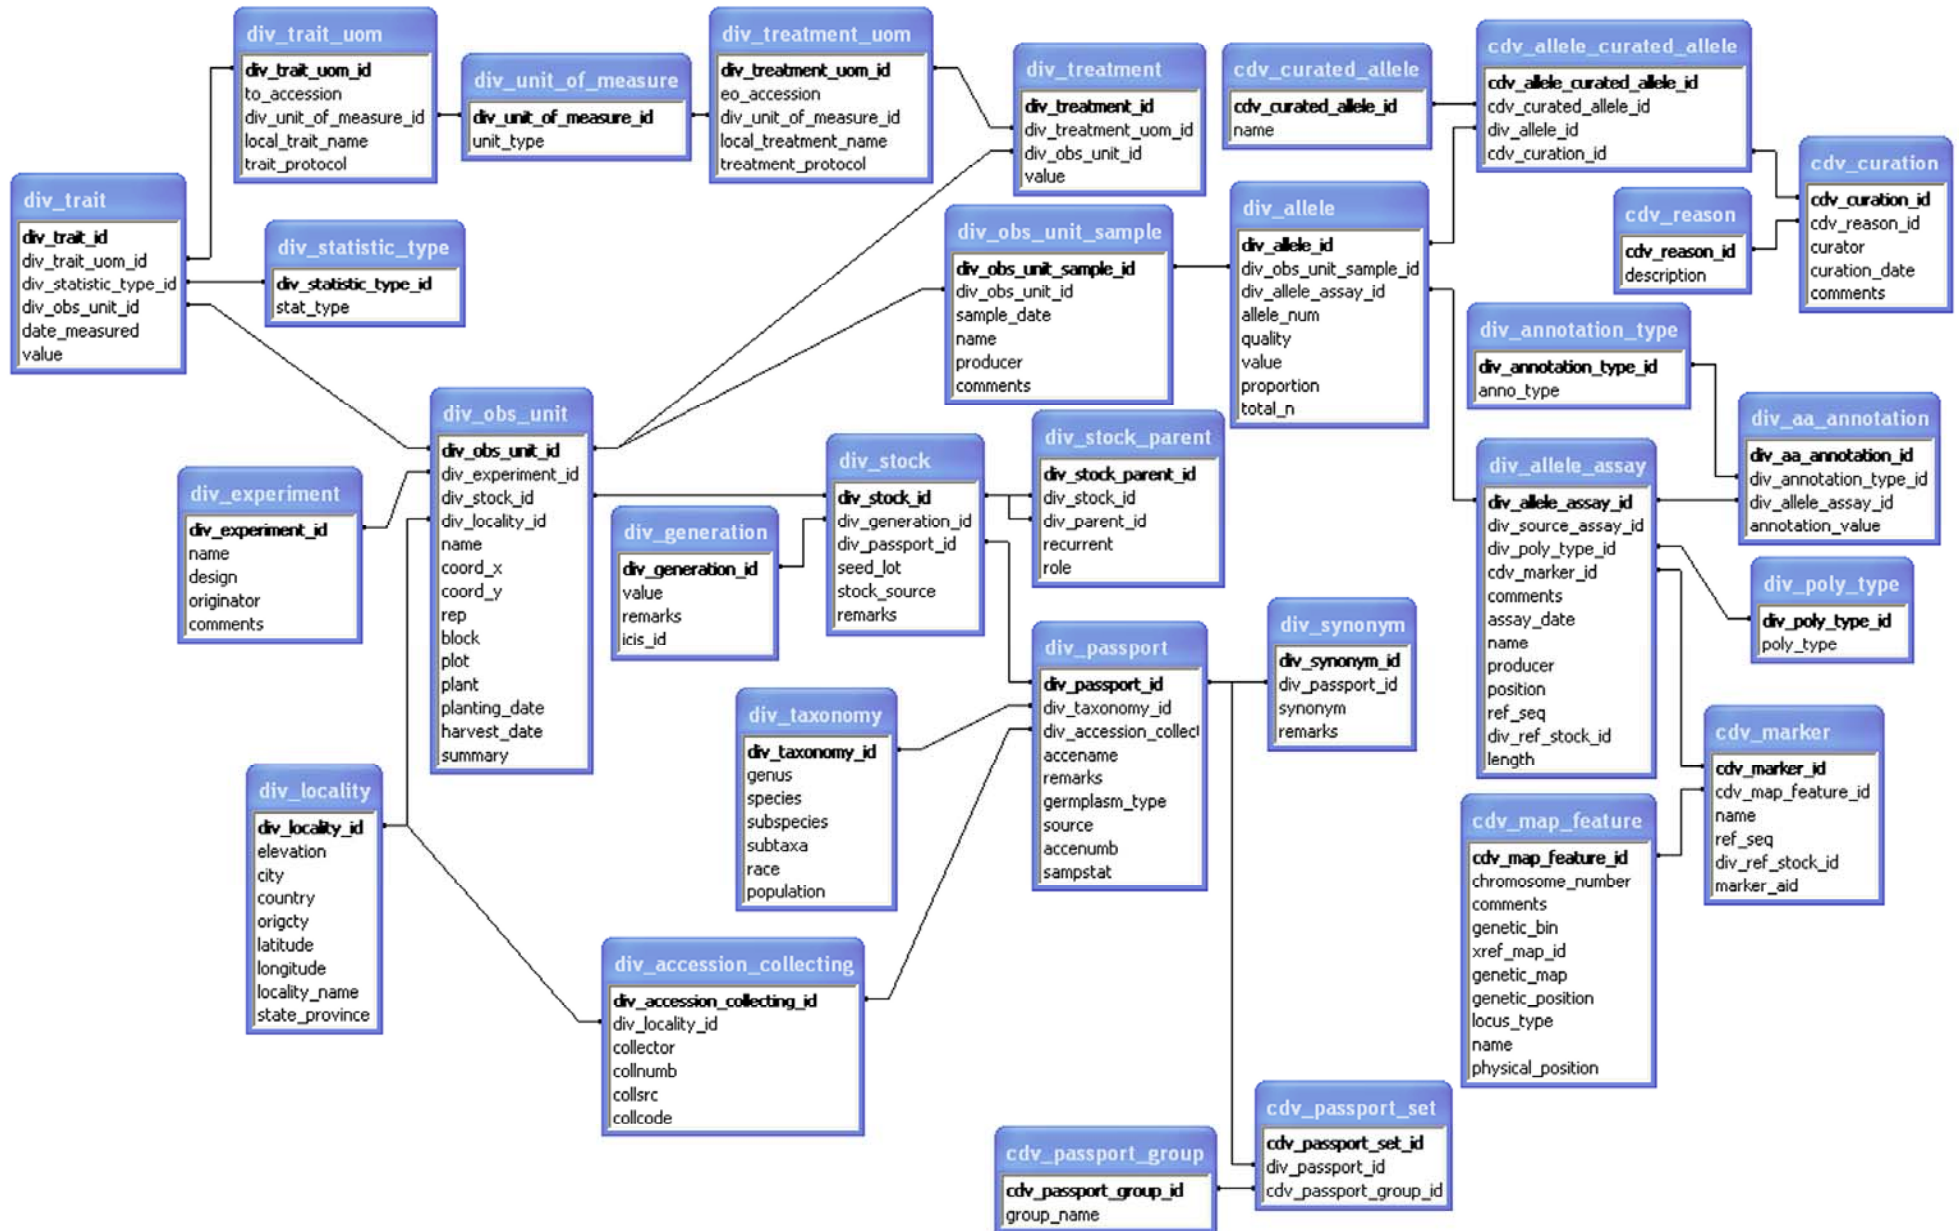 div_trait_uom
div_trait_uom_id
to_accession
div_unit_of_measure_id
local_trait_name
trait_protocol
div_unit_of_measure
div_unit_of_measure_id
unit_type
div_treatment_uom
div_treatment_uom_id
eo_accession
div_unit_of_measure_id
local_treatment_name
treatment_protocol
div_treatment
div_treatment_id
div_treatment_uom_id
div_obs_unit_id
value
cdv_curated_allele
cdv_curated_allele_id
name
cdv_allele_curated_allele
cdv_allele_curated_allele_id
cdv_curated_allele_id
div_allele_id
cdv_curation_id
cdv_curation
cdv_curation_id
cdv_reason_id
curator
curation_date
comments
cdv_reason
cdv_reason_id
description
div_trait
div_trait_id
div_trait_uom_id
div_statistic_type_id
div_obs_unit_id
date_measured
value
div_statistic_type
div_statistic_type_id
stat_type
div_obs_unit_sample
div_obs_unit_sample_id
div_obs_unit_id
sample_date
name
producer
comments
div_allele
div_allele_id
div_obs_unit_sample_id
div_allele_assay_id
allele_num
quality
value
proportion
total_n
div_annotation_type
div_annotation_type_id
anno_type
div_aa_annotation
div_aa_annotation_id
div_annotation_type_id
div_allele_assay_id
annotation_value
div_obs_unit
div_obs_unit_id
div_experiment_id
div_stock_id
div_locality_id
name
coord_x
coord_y
rep
block
plot
plant
planting_date
harvest_date
summary
div_experiment
div_experiment_id
name
design
originator
comments
div_generation
div_generation_id
value
remarks
icis_id
div_stock
div_stock_id
div_generation_id
div_passport_id
seed_lot
stock_source
remarks
div_stock_parent
div_stock_parent_id
div_stock_id
div_parent_id
recurrent
role
div_allele_assay
div_allele_assay_id
div_source_assay_id
div_poly_type_id
cdv_marker_id
comments
assay_date
name
producer
position
ref_seq
div_ref_stock_id
length
div_poly_type
div_poly_type_id
poly_type
div_synonym
div_synonym_id
div_passport_id
synonym
remarks
div_passport
div_passport_id
div_taxonomy_id
div_accession_collect
accename
remarks
germplasm_type
source
accenumb
sampstat
div_taxonomy
div_taxonomy_id
genus
species
subspecies
subtaxa
race
population
cdv_marker
cdv_marker_id
cdv_map_feature_id
name
ref_seq
div_ref_stock_id
marker_aid
div_locality
div_locality_id
elevation
city
country
origcty
latitude
longitude
locality_name
state_province
cdv_map_feature
cdv_map_feature_id
chromosome_number
comments
genetic_bin
xref_map_id
genetic_map
genetic_position
locus_type
name
physical_position
div_accession_collecting
div_accession_collecting_id
div_locality_id
collector
collnumb
collsrc
collcode
cdv_passport_set
cdv_passport_set_id
div_passport_id
cdv_passport_group_id
cdv_passport_group
cdv_passport_group_id
group_name